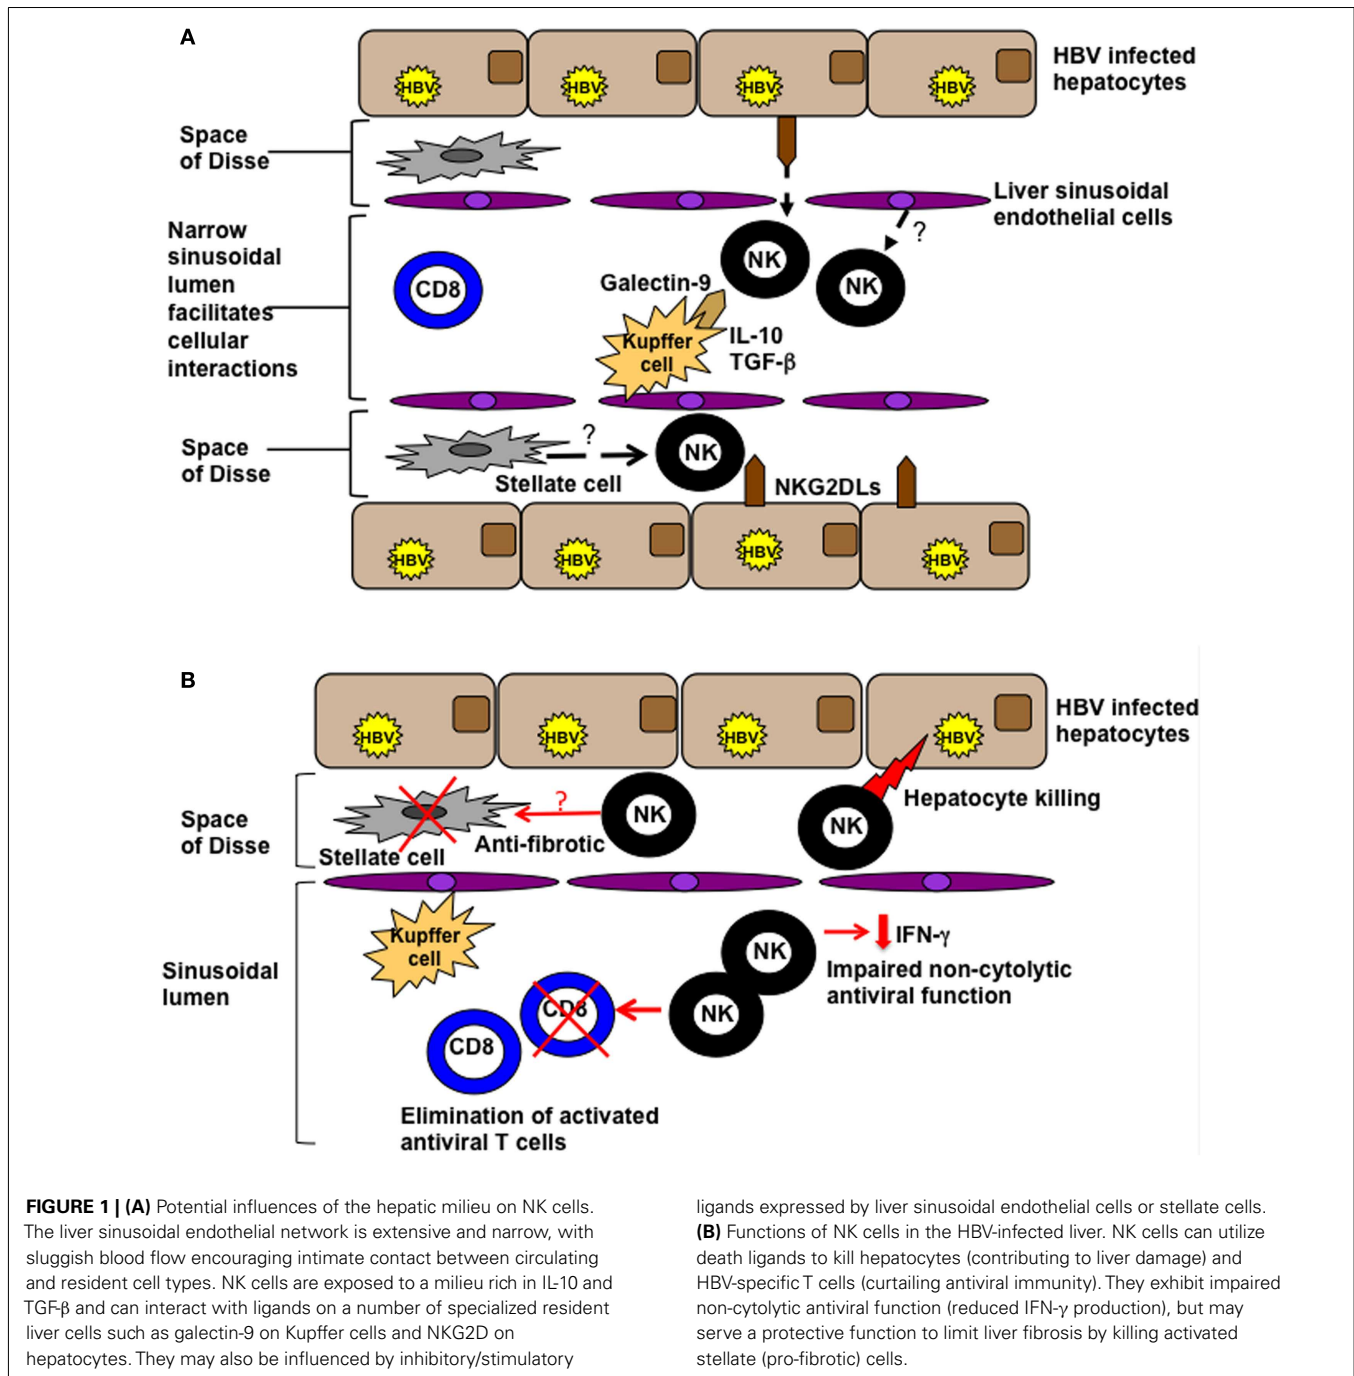 A
HBV
HBV
HBV
HBV
HBV infected
hepatocytes
Space
of Disse
Liver sinusoidal
endothelial cells
?
Narrow
sinusoidal
lumen
facilitates
cellular
interactions
CD8
NK
NK
Galectin-9
Kupffer
cell
IL-10
TGF-β
Space
of Disse
?
Stellate cell
NK
NKG2DLs
HBV
HBV
HBV
HBV
B
HBV
HBV
HBV
HBV
HBV infected
hepatocytes
Space
of Disse
?
NK
NK
Hepatocyte killing
Anti-fibrotic
Stellate cell
Sinusoidal
lumen
Kupffer
cell
NK
IFN-γ
Impaired non-cytolytic
antiviral function
CD8
NK
CD8
Elimination of activated
antiviral T cells
FIGURE 1 | (A) Potential influences of the hepatic milieu on NK cells.
The liver sinusoidal endothelial network is extensive and narrow, with
sluggish blood flow encouraging intimate contact between circulating
and resident cell types. NK cells are exposed to a milieu rich in IL-10 and
TGF-β and can interact with ligands on a number of specialized resident
liver cells such as galectin-9 on Kupffer cells and NKG2D on
hepatocytes. They may also be influenced by inhibitory/stimulatory
ligands expressed by liver sinusoidal endothelial cells or stellate cells.
(B) Functions of NK cells in the HBV-infected liver. NK cells can utilize
death ligands to kill hepatocytes (contributing to liver damage) and
HBV-specific T cells (curtailing antiviral immunity). They exhibit impaired
non-cytolytic antiviral function (reduced IFN-γ production), but may
serve a protective function to limit liver fibrosis by killing activated
stellate (pro-fibrotic) cells.